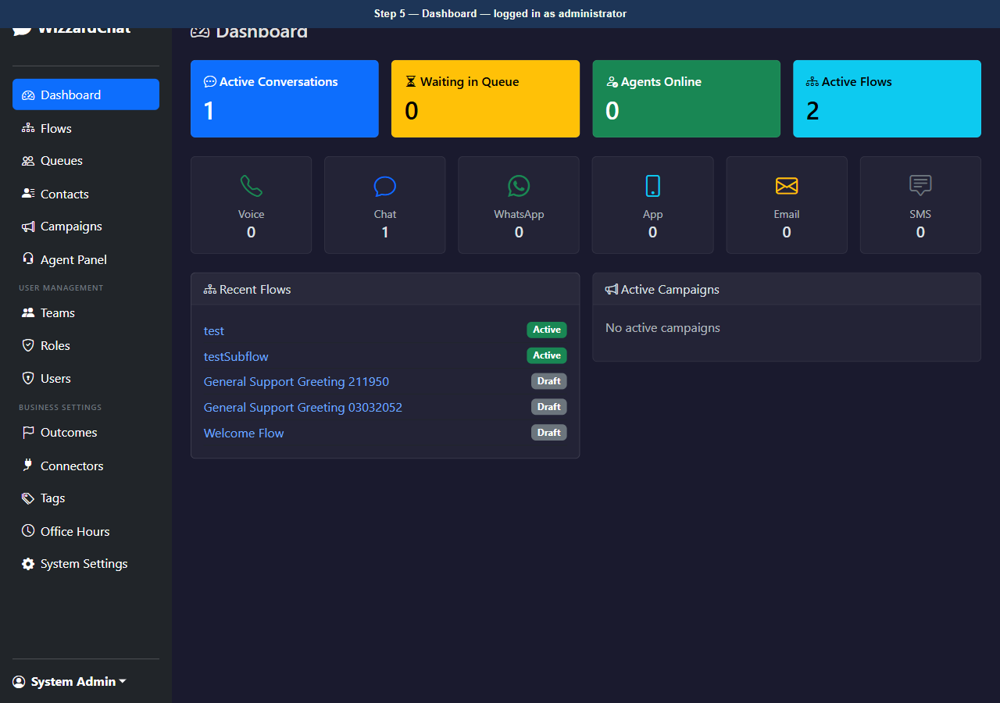 Step 5 — Dashboard — logged in as administrator
WizzardChat
Dashboard
Flows
Queues
Contacts
Campaigns
Agent Panel
USER MANAGEMENT
Teams
Roles
Users
BUSINESS SETTINGS
Outcomes
Connectors
Tags
Office Hours
System Settings
System Admin
Dashboard
Active Conversations
1
Waiting in Queue
0
Agents Online
0
Active Flows
2
Voice
0
Chat
1
WhatsApp
0
App
0
Email
0
SMS
0
Recent Flows
test Active
testSubflow Active
General Support Greeting 211950 Draft
General Support Greeting 03032052 Draft
Welcome Flow Draft
Active Campaigns
No active campaigns